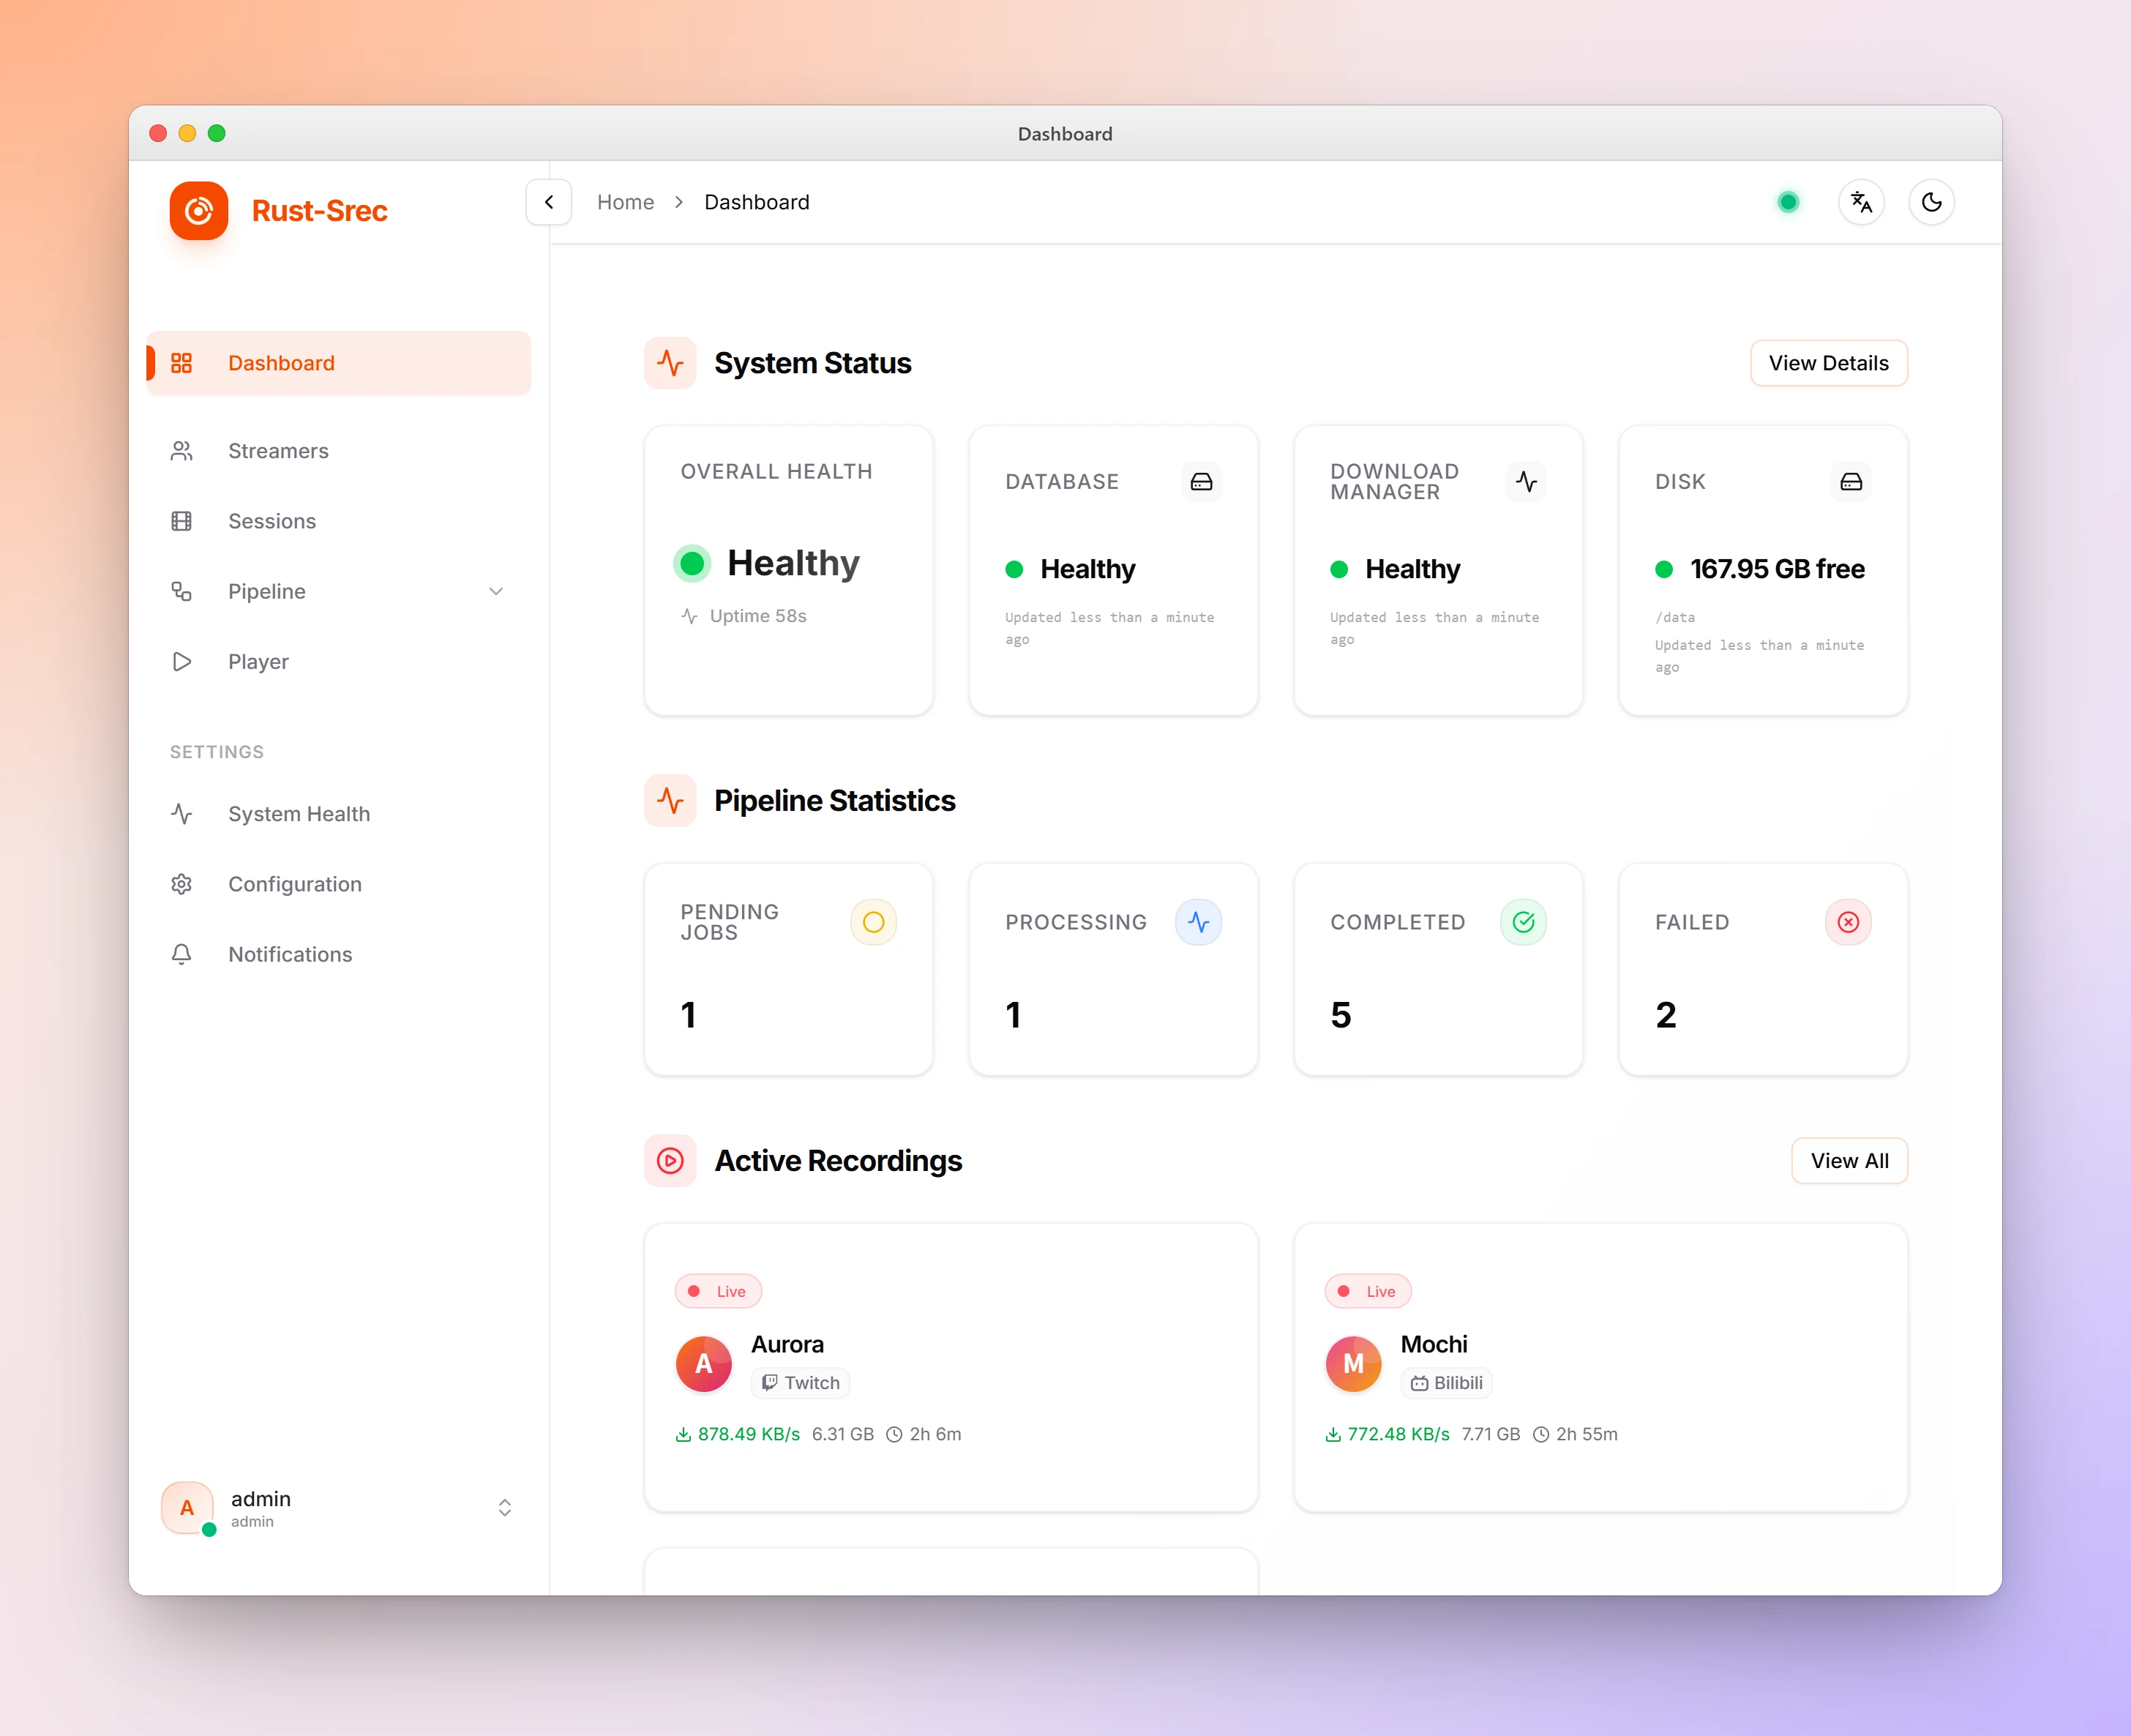 Dashboard
Rust-Srec
Home
Dashboard
Dashboard
Streamers
Sessions
Pipeline
Player
SETTINGS
System Health
Configuration
Notifications
A
admin
admin
System Status
View Details
OVERALL HEALTH
Healthy
Uptime 58s
DATABASE
Healthy
Updated less than a minute
ago
DOWNLOAD
MANAGER
Healthy
Updated less than a minute
ago
DISK
167.95 GB free
/data
Updated less than a minute
ago
Pipeline Statistics
PENDING
JOBS
1
PROCESSING
1
COMPLETED
5
FAILED
2
Active Recordings
View All
Live
A
Aurora
Twitch
878.49 KB/s 6.31 GB 2h 6m
Live
M
Mochi
Bilibili
772.48 KB/s 7.71 GB 2h 55m